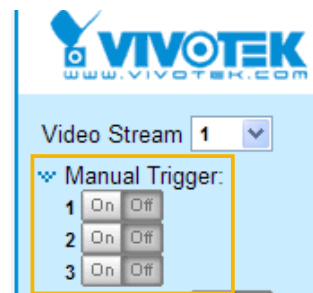 VIVOTEK
www.vivotek.com
Video Stream 1
Manual Trigger:
1 On Off
2 On Off
3 On Off